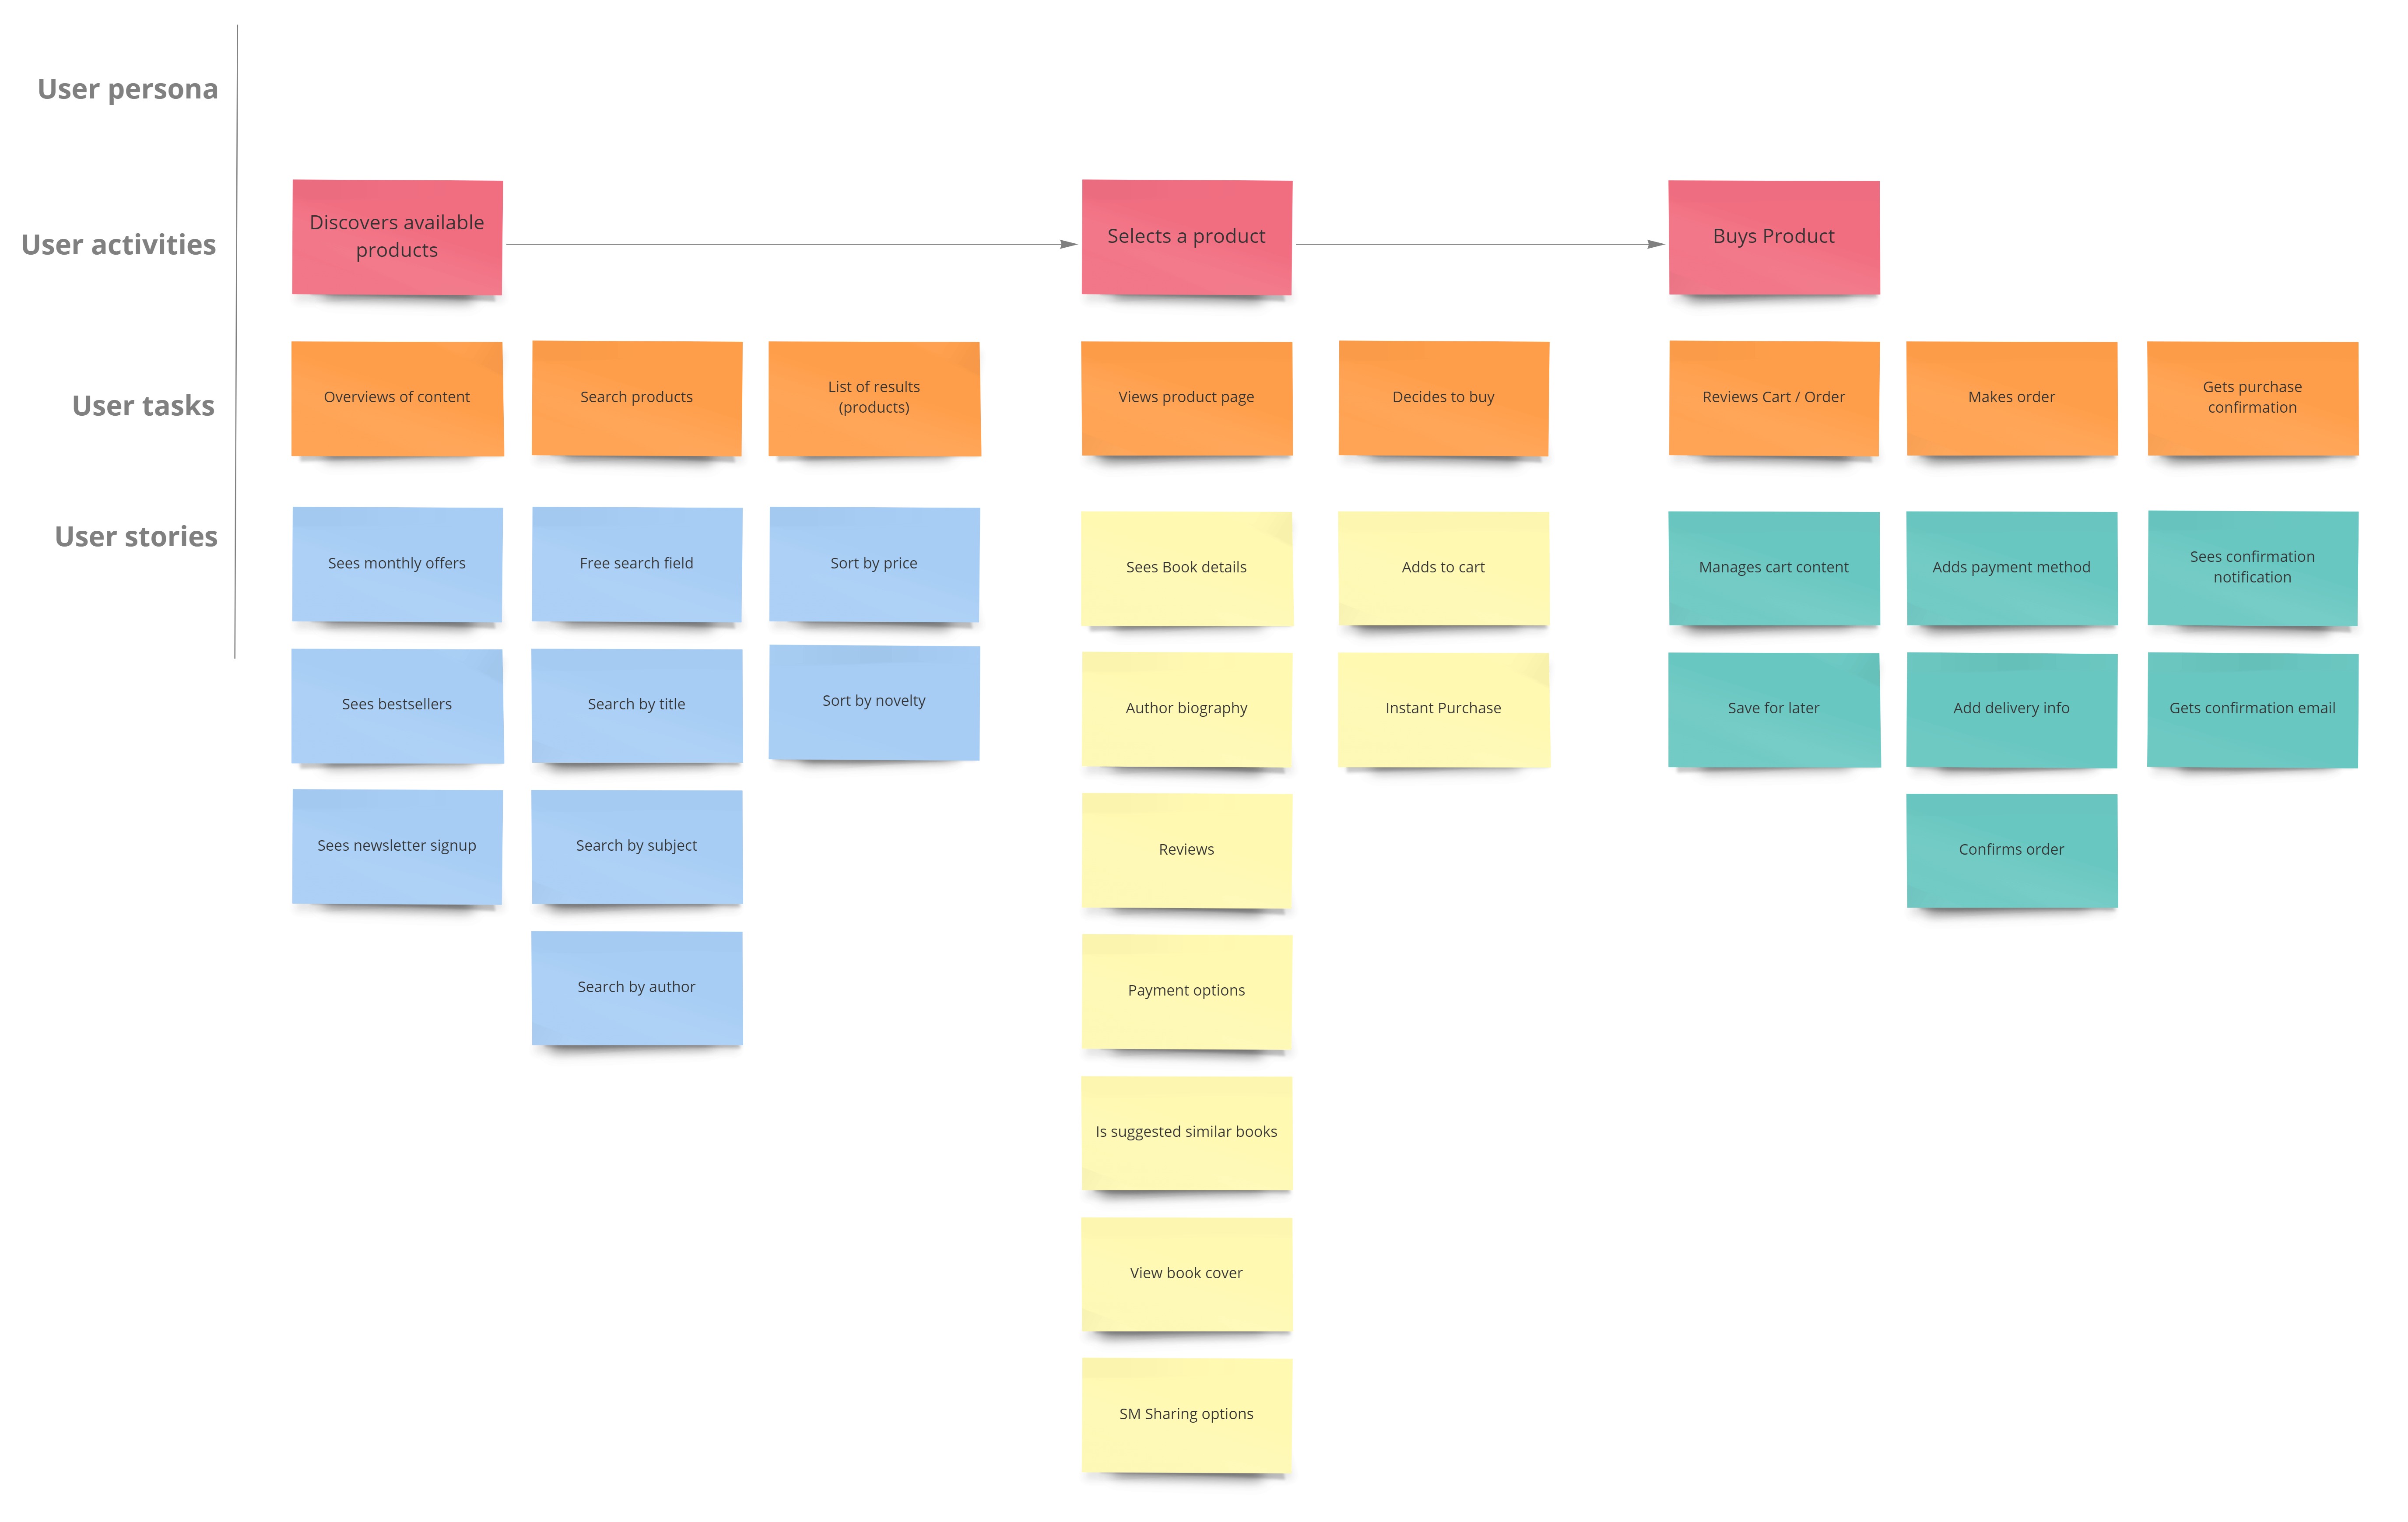 User persona
User activities
Discovers available
products
Selects a product
Buys Product
User tasks
Overviews of content
Search products
List of results
(products)
Views product page
Decides to buy
Reviews Cart / Order
Makes order
Gets purchase
confirmation
User stories
Sees monthly offers
Free search field
Sort by price
Sees Book details
Adds to cart
Manages cart content
Adds payment method
Sees confirmation
notification
Sees bestsellers
Search by title
Sort by novelty
Author biography
Instant Purchase
Save for later
Add delivery info
Gets confirmation email
Sees newsletter signup
Search by subject
Reviews
Confirms order
Search by author
Payment options
Is suggested similar books
View book cover
SM Sharing options